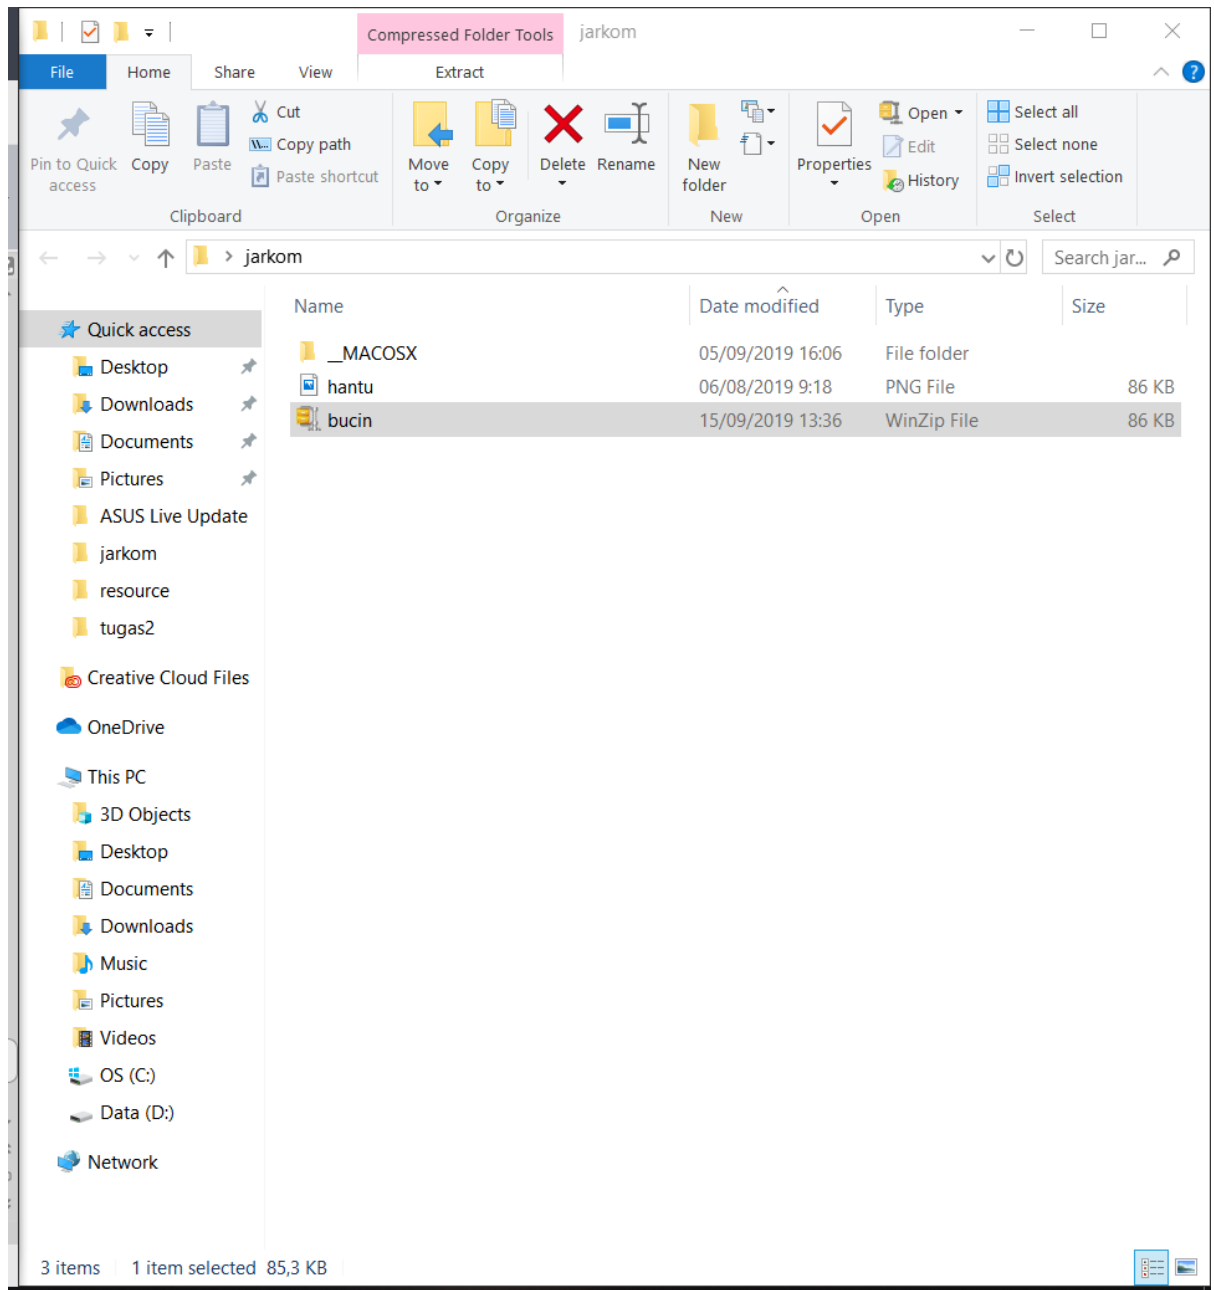 Compressed Folder Tools jarkom
File Home Share View Extract
Pin to Quick access
Copy
Paste
Cut
Copy path
Paste shortcut
Clipboard
Move to
Copy to
Delete
Rename
Organize
New folder
New
Properties
Open
Edit
History
Open
Select all
Select none
Invert selection
Select
jarkom
Search jar...
Name Date modified Type Size
__MACOSX 05/09/2019 16:06 File folder
hantu 06/08/2019 9:18 PNG File 86 KB
bucin 15/09/2019 13:36 WinZip File 86 KB
Quick access
Desktop
Downloads
Documents
Pictures
ASUS Live Update
jarkom
resource
tugas2
Creative Cloud Files
OneDrive
This PC
3D Objects
Desktop
Documents
Downloads
Music
Pictures
Videos
OS (C:)
Data (D:)
Network
3 items 1 item selected 85,3 KB